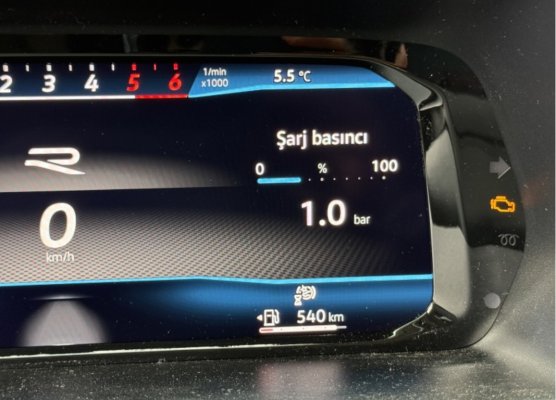 2 3 4 5 6 1/min x1000 5.5 °C
Şarj basıncı
0 % 100
1.0 bar
R
0
km/h
540 km